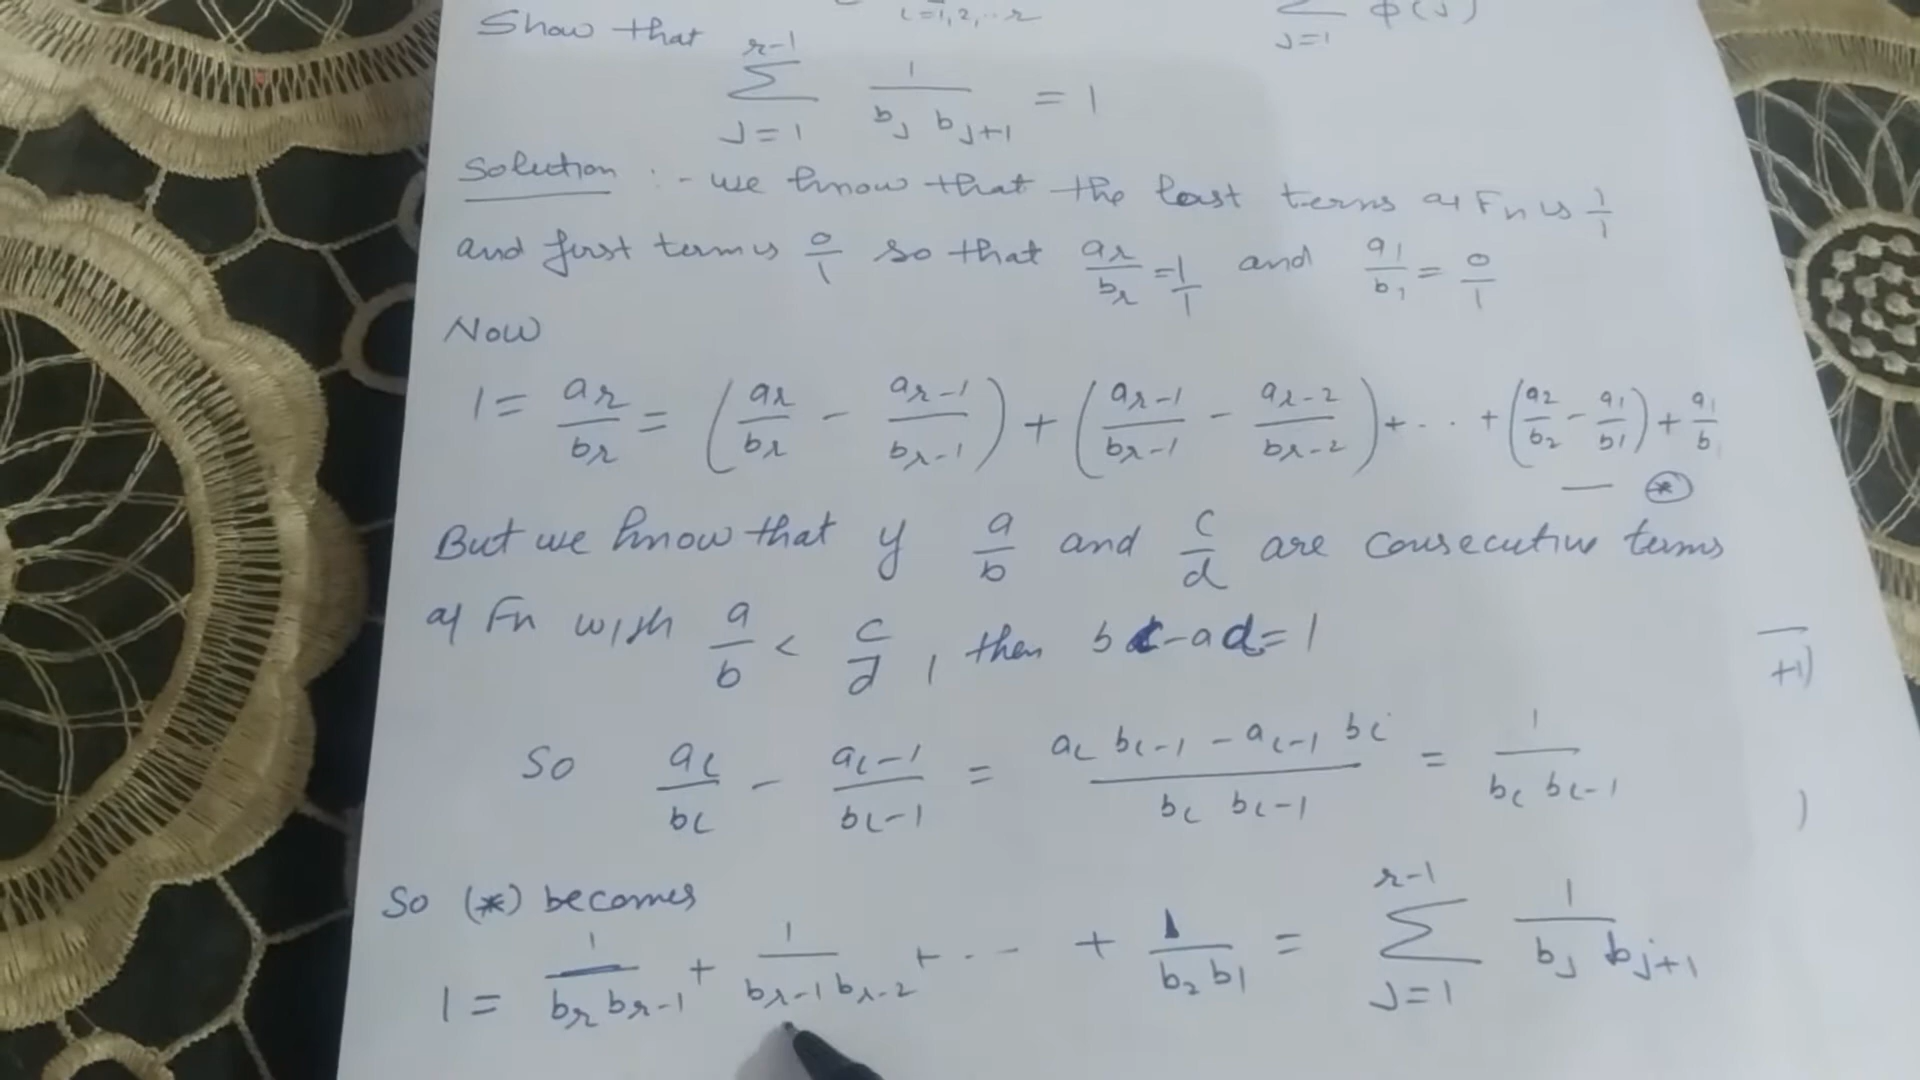 i=1,2,..r
∑ φ(j)
j=1
Show that
r-1
∑ 1/(bj bj+1) = 1
j=1
Solution :- we know that the last terms of Fn is 1/1
and first term is 0/1 so that ar/br = 1/1 and a1/b1 = 0/1
Now
1 = ar/br = (ar/br - ar-1/br-1) + (ar-1/br-1 - ar-2/br-2) + .. + (a2/b2 - a1/b1) + a1/b1
— (*)
But we know that if a/b and c/d are consecutive terms
of Fn with a/b < c/d, then bc-ad=1
+1)
So ai/bi - ai-1/bi-1 = (ai bi-1 - ai-1 bi)/(bi bi-1) = 1/(bi bi-1)
)
So (*) becomes
1 = 1/(br br-1) + 1/(br-1 br-2) + .-- + 1/(b2 b1) = r-1 ∑ j=1 1/(bj bj+1)